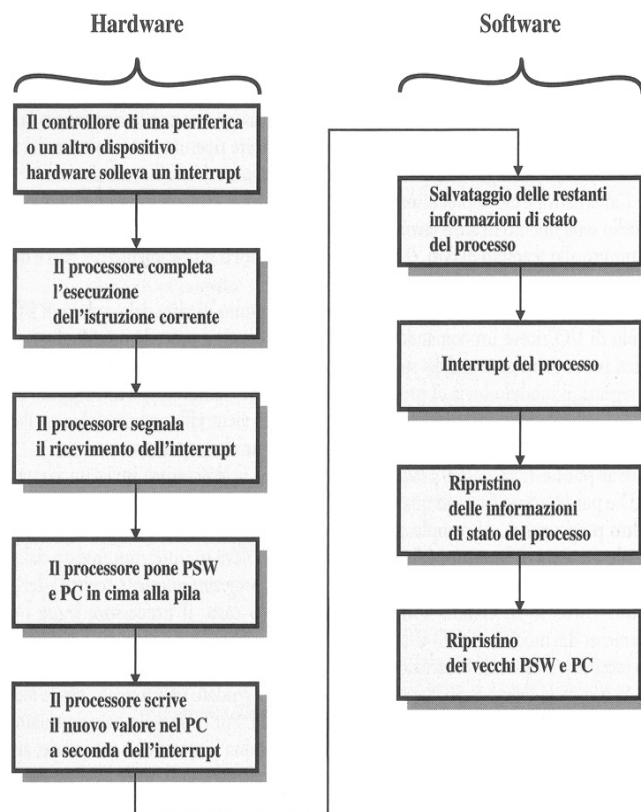 Hardware
Il controllore di una periferica
o un altro dispositivo
hardware solleva un interrupt
Il processore completa
l'esecuzione
dell'istruzione corrente
Il processore segnala
il ricevimento dell'interrupt
Il processore pone PSW
e PC in cima alla pila
Il processore scrive
il nuovo valore nel PC
a seconda dell'interrupt
Software
Salvataggio delle restanti
informazioni di stato
del processo
Interrupt del processo
Ripristino
delle informazioni
di stato del processo
Ripristino
dei vecchi PSW e PC